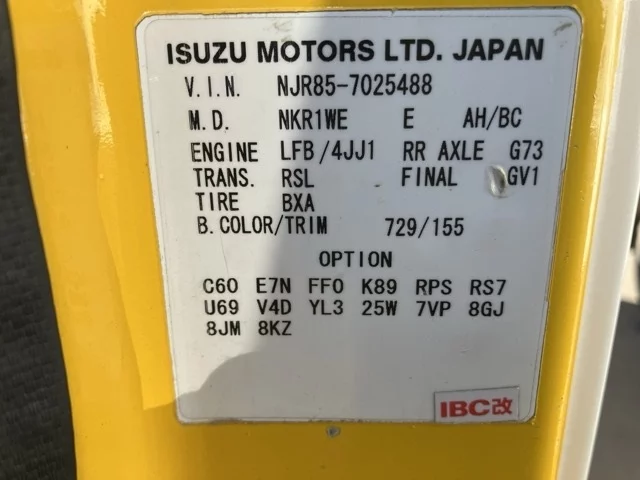 ISUZU MOTORS LTD. JAPAN
V.I.N. NJR85-7025488
M.D. NKR1WE E AH/BC
ENGINE LFB/4JJ1 RR AXLE G73
TRANS. RSL FINAL GV1
TIRE BXA
B.COLOR/TRIM 729/155
OPTION
C60 E7N FF0 K89 RPS RS7
U69 V4D YL3 25W 7VP 8GJ
8JM 8KZ
IBC改